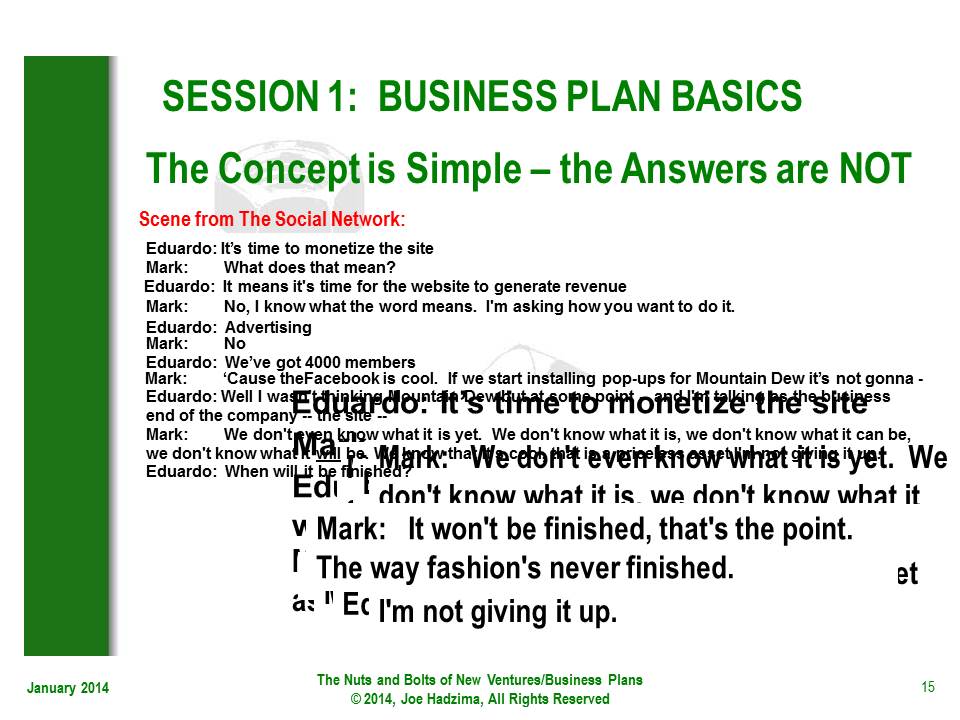 SESSION 1: BUSINESS PLAN BASICS
The Concept is Simple – the Answers are NOT
Scene from The Social Network:
Eduardo: It’s time to monetize the site
Mark: What does that mean?
Eduardo: It means it's time for the website to generate revenue
Mark: No, I know what the word means. I'm asking how you want to do it.
Eduardo: Advertising
Mark: No
Eduardo: We’ve got 4000 members
Mark: ‘Cause theFacebook is cool. If we start installing pop-ups for Mountain Dew it’s not gonna -
Eduardo: Well I wasn't thinking Mountain Dew but at some point -- and I'm talking as the business
end of the company -- the site --
Mark: We don't even know what it is yet. We don't know what it is, we don't know what it can be,
we don't know what it will be. We know that it's cool, that is a priceless asset I'm not giving it up.
Eduardo: When will it be finished?
Eduardo: It’s time to monetize the site
Mark: We don't even know what it is yet. We
don't know what it is, we don't know what it
Mark: It won't be finished, that's the point.
The way fashion's never finished.
et
I'm not giving it up.
January 2014
The Nuts and Bolts of New Ventures/Business Plans
© 2014, Joe Hadzima, All Rights Reserved
15